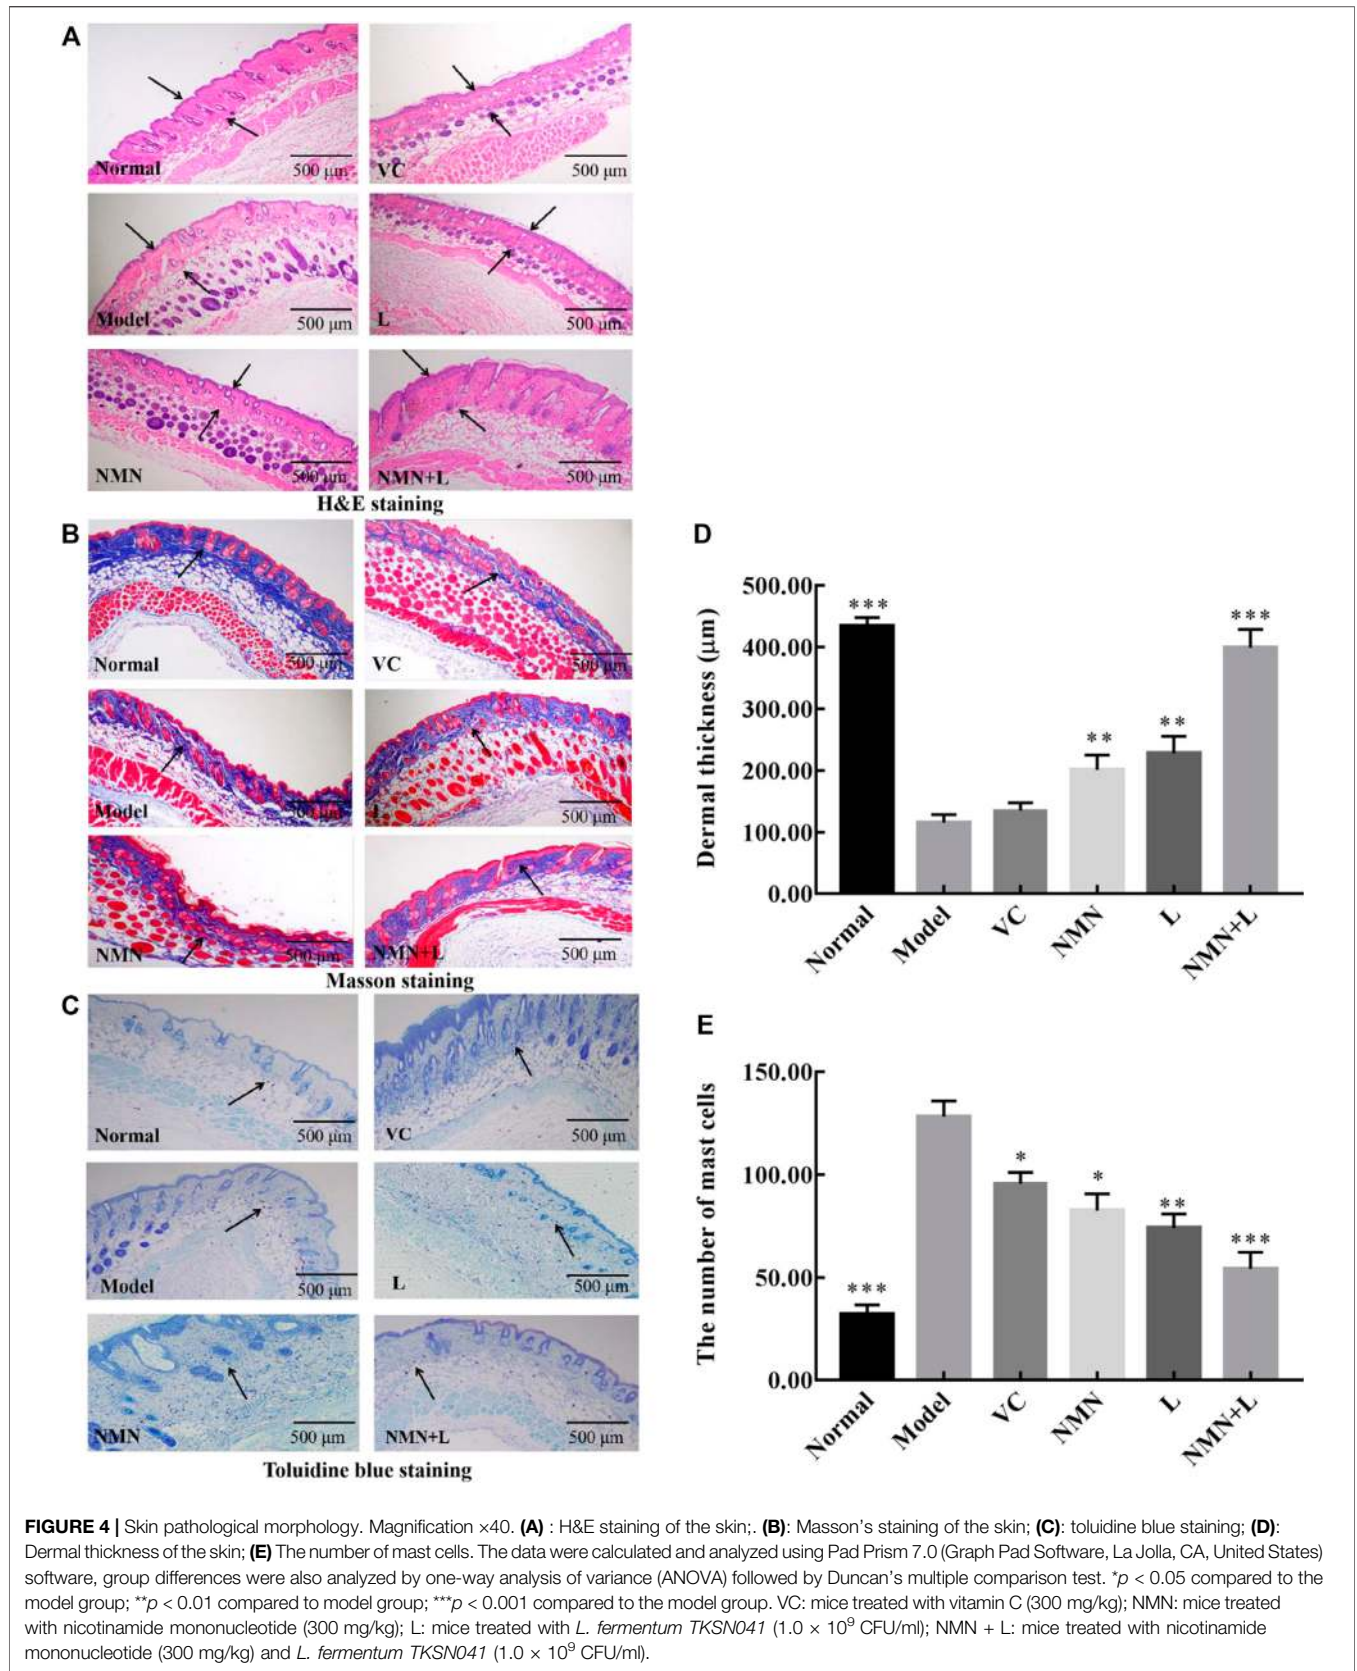 A
Normal
500 μm
VC
500 μm
Model
500 μm
L
500 μm
NMN
500 μm
NMN+L
500 μm
H&E staining
B
Normal
500 μm
VC
500 μm
Model
500 μm
L
500 μm
NMN
500 μm
NMN+L
500 μm
Masson staining
C
Normal
500 μm
VC
500 μm
Model
500 μm
L
500 μm
NMN
500 μm
NMN+L
500 μm
Toluidine blue staining
D
Dermal thickness (μm)
500.00
400.00
300.00
200.00
100.00
0.00
***
**
**
***
Normal
Model
VC
NMN
L
NMN+L
E
The number of mast cells
150.00
100.00
50.00
0.00
***
*
*
**
***
Normal
Model
VC
NMN
L
NMN+L
FIGURE 4 | Skin pathological morphology. Magnification ×40. (A) : H&E staining of the skin;. (B): Masson's staining of the skin; (C): toluidine blue staining; (D):
Dermal thickness of the skin; (E) The number of mast cells. The data were calculated and analyzed using Pad Prism 7.0 (Graph Pad Software, La Jolla, CA, United States)
software, group differences were also analyzed by one-way analysis of variance (ANOVA) followed by Duncan's multiple comparison test. *p < 0.05 compared to the
model group; **p < 0.01 compared to model group; ***p < 0.001 compared to the model group. VC: mice treated with vitamin C (300 mg/kg); NMN: mice treated
with nicotinamide mononucleotide (300 mg/kg); L: mice treated with L. fermentum TKSN041 (1.0 × 10⁹ CFU/ml); NMN + L: mice treated with nicotinamide
mononucleotide (300 mg/kg) and L. fermentum TKSN041 (1.0 × 10⁹ CFU/ml).